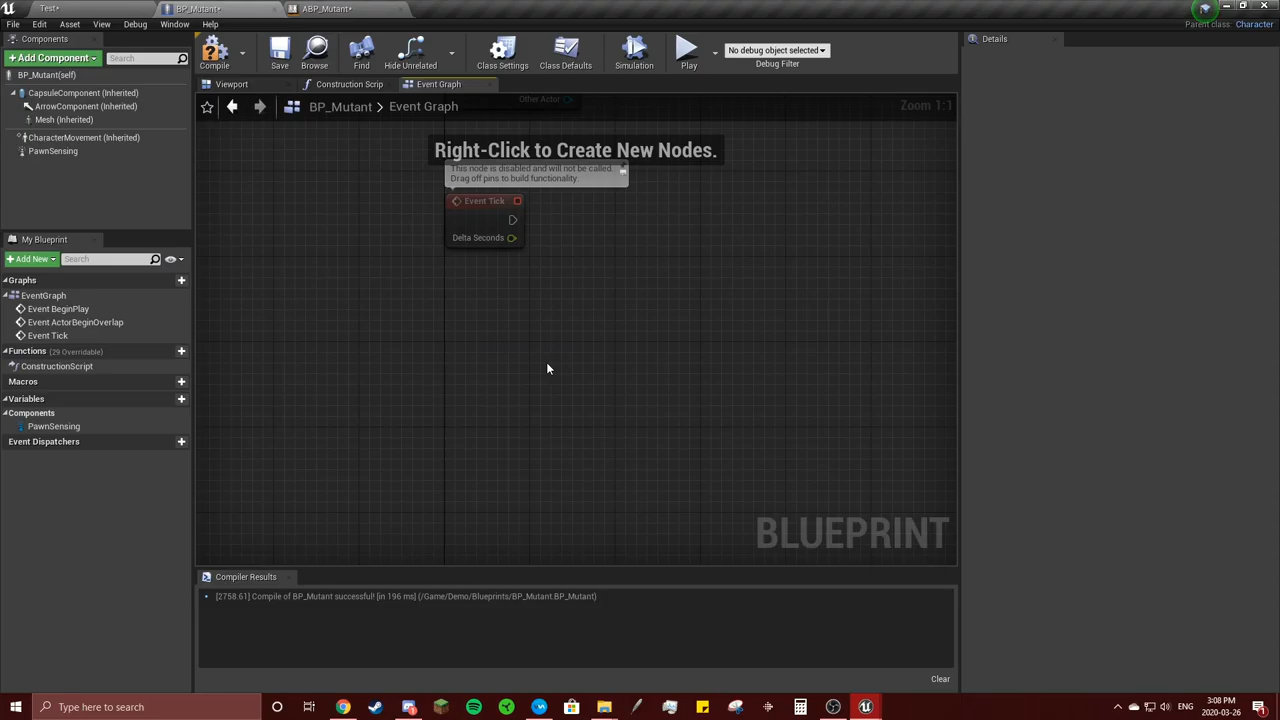 Test*
BP_Mutant*
ABP_Mutant*
File Edit Asset View Debug Window Help
Parent class: Character
Components
+Add Component
Search
BP_Mutant(self)
CapsuleComponent (Inherited)
ArrowComponent (Inherited)
Mesh (Inherited)
CharacterMovement (Inherited)
PawnSensing
Compile
Save
Browse
Find
Hide Unrelated
Class Settings
Class Defaults
Simulation
Play
No debug object selected
Debug Filter
Details
Viewport
Construction Scrip
Event Graph
BP_Mutant > Event Graph
Other Actor
Zoom 1:1
Right-Click to Create New Nodes.
This node is disabled and will not be called.
Drag off pins to build functionality.
Event Tick
Delta Seconds
BLUEPRINT
My Blueprint
+Add New
Search
Graphs
EventGraph
Event BeginPlay
Event ActorBeginOverlap
Event Tick
Functions (29 Overridable)
ConstructionScript
Macros
Variables
Components
PawnSensing
Event Dispatchers
Compiler Results
[2758.61] Compile of BP_Mutant successful! [in 196 ms] (/Game/Demo/Blueprints/BP_Mutant.BP_Mutant)
Clear
Type here to search
ENG
3:08 PM
2020-03-26